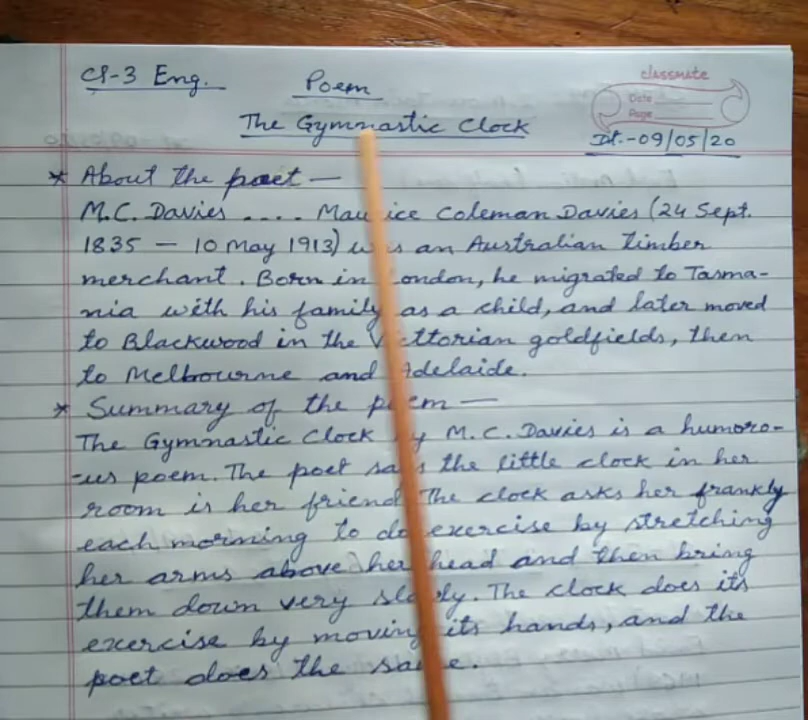 Cl-3 Eng.
Poem
classmate
Date
Page
The Gymnastic Clock
Dt.-09/05/20
* About the poet —
M.C. Davies .... Maurice Coleman Davies (24 Sept.
1835 — 10 May 1913) was an Australian timber
merchant. Born in London, he migrated to Tasma-
nia with his family as a child, and later moved
to Blackwood in the Victtorian goldfields, then
to Melbourne and Adelaide.
* Summary of the poem —
The Gymnastic Clock by M.C. Davies is a humoro-
-us poem. The poet says the little clock in her
room is her friend. The clock asks her frankly
each morning to do exercise by stretching
her arms above her head and then bring
them down very slowly. The clock does its
exercise by moving its hands, and the
poet does the same.